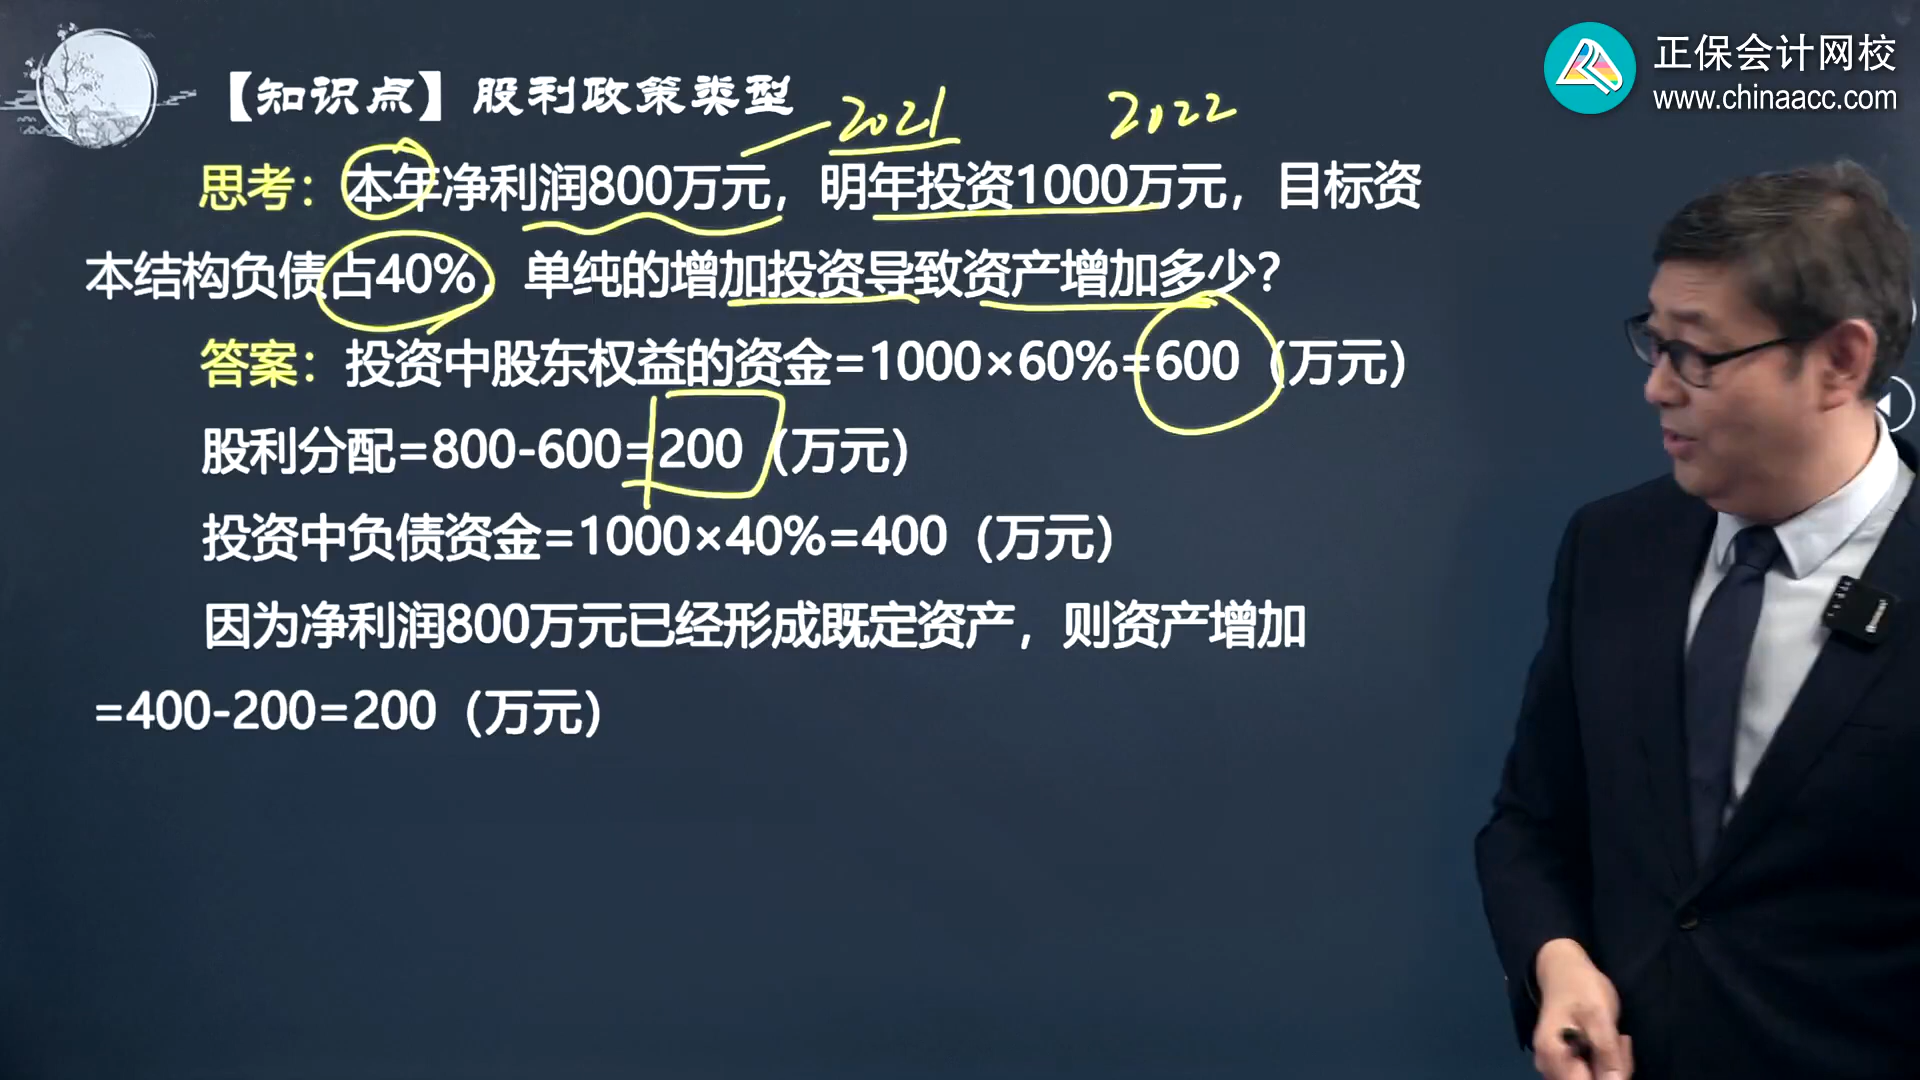 正保会计网校
www.chinaacc.com
【知识点】股利政策类型
2021 2022
思考：本年净利润800万元，明年投资1000万元，目标资
本结构负债占40%，单纯的增加投资导致资产增加多少？
答案：投资中股东权益的资金=1000×60%=600（万元）
股利分配=800-600=200（万元）
投资中负债资金=1000×40%=400（万元）
因为净利润800万元已经形成既定资产，则资产增加
=400-200=200（万元）